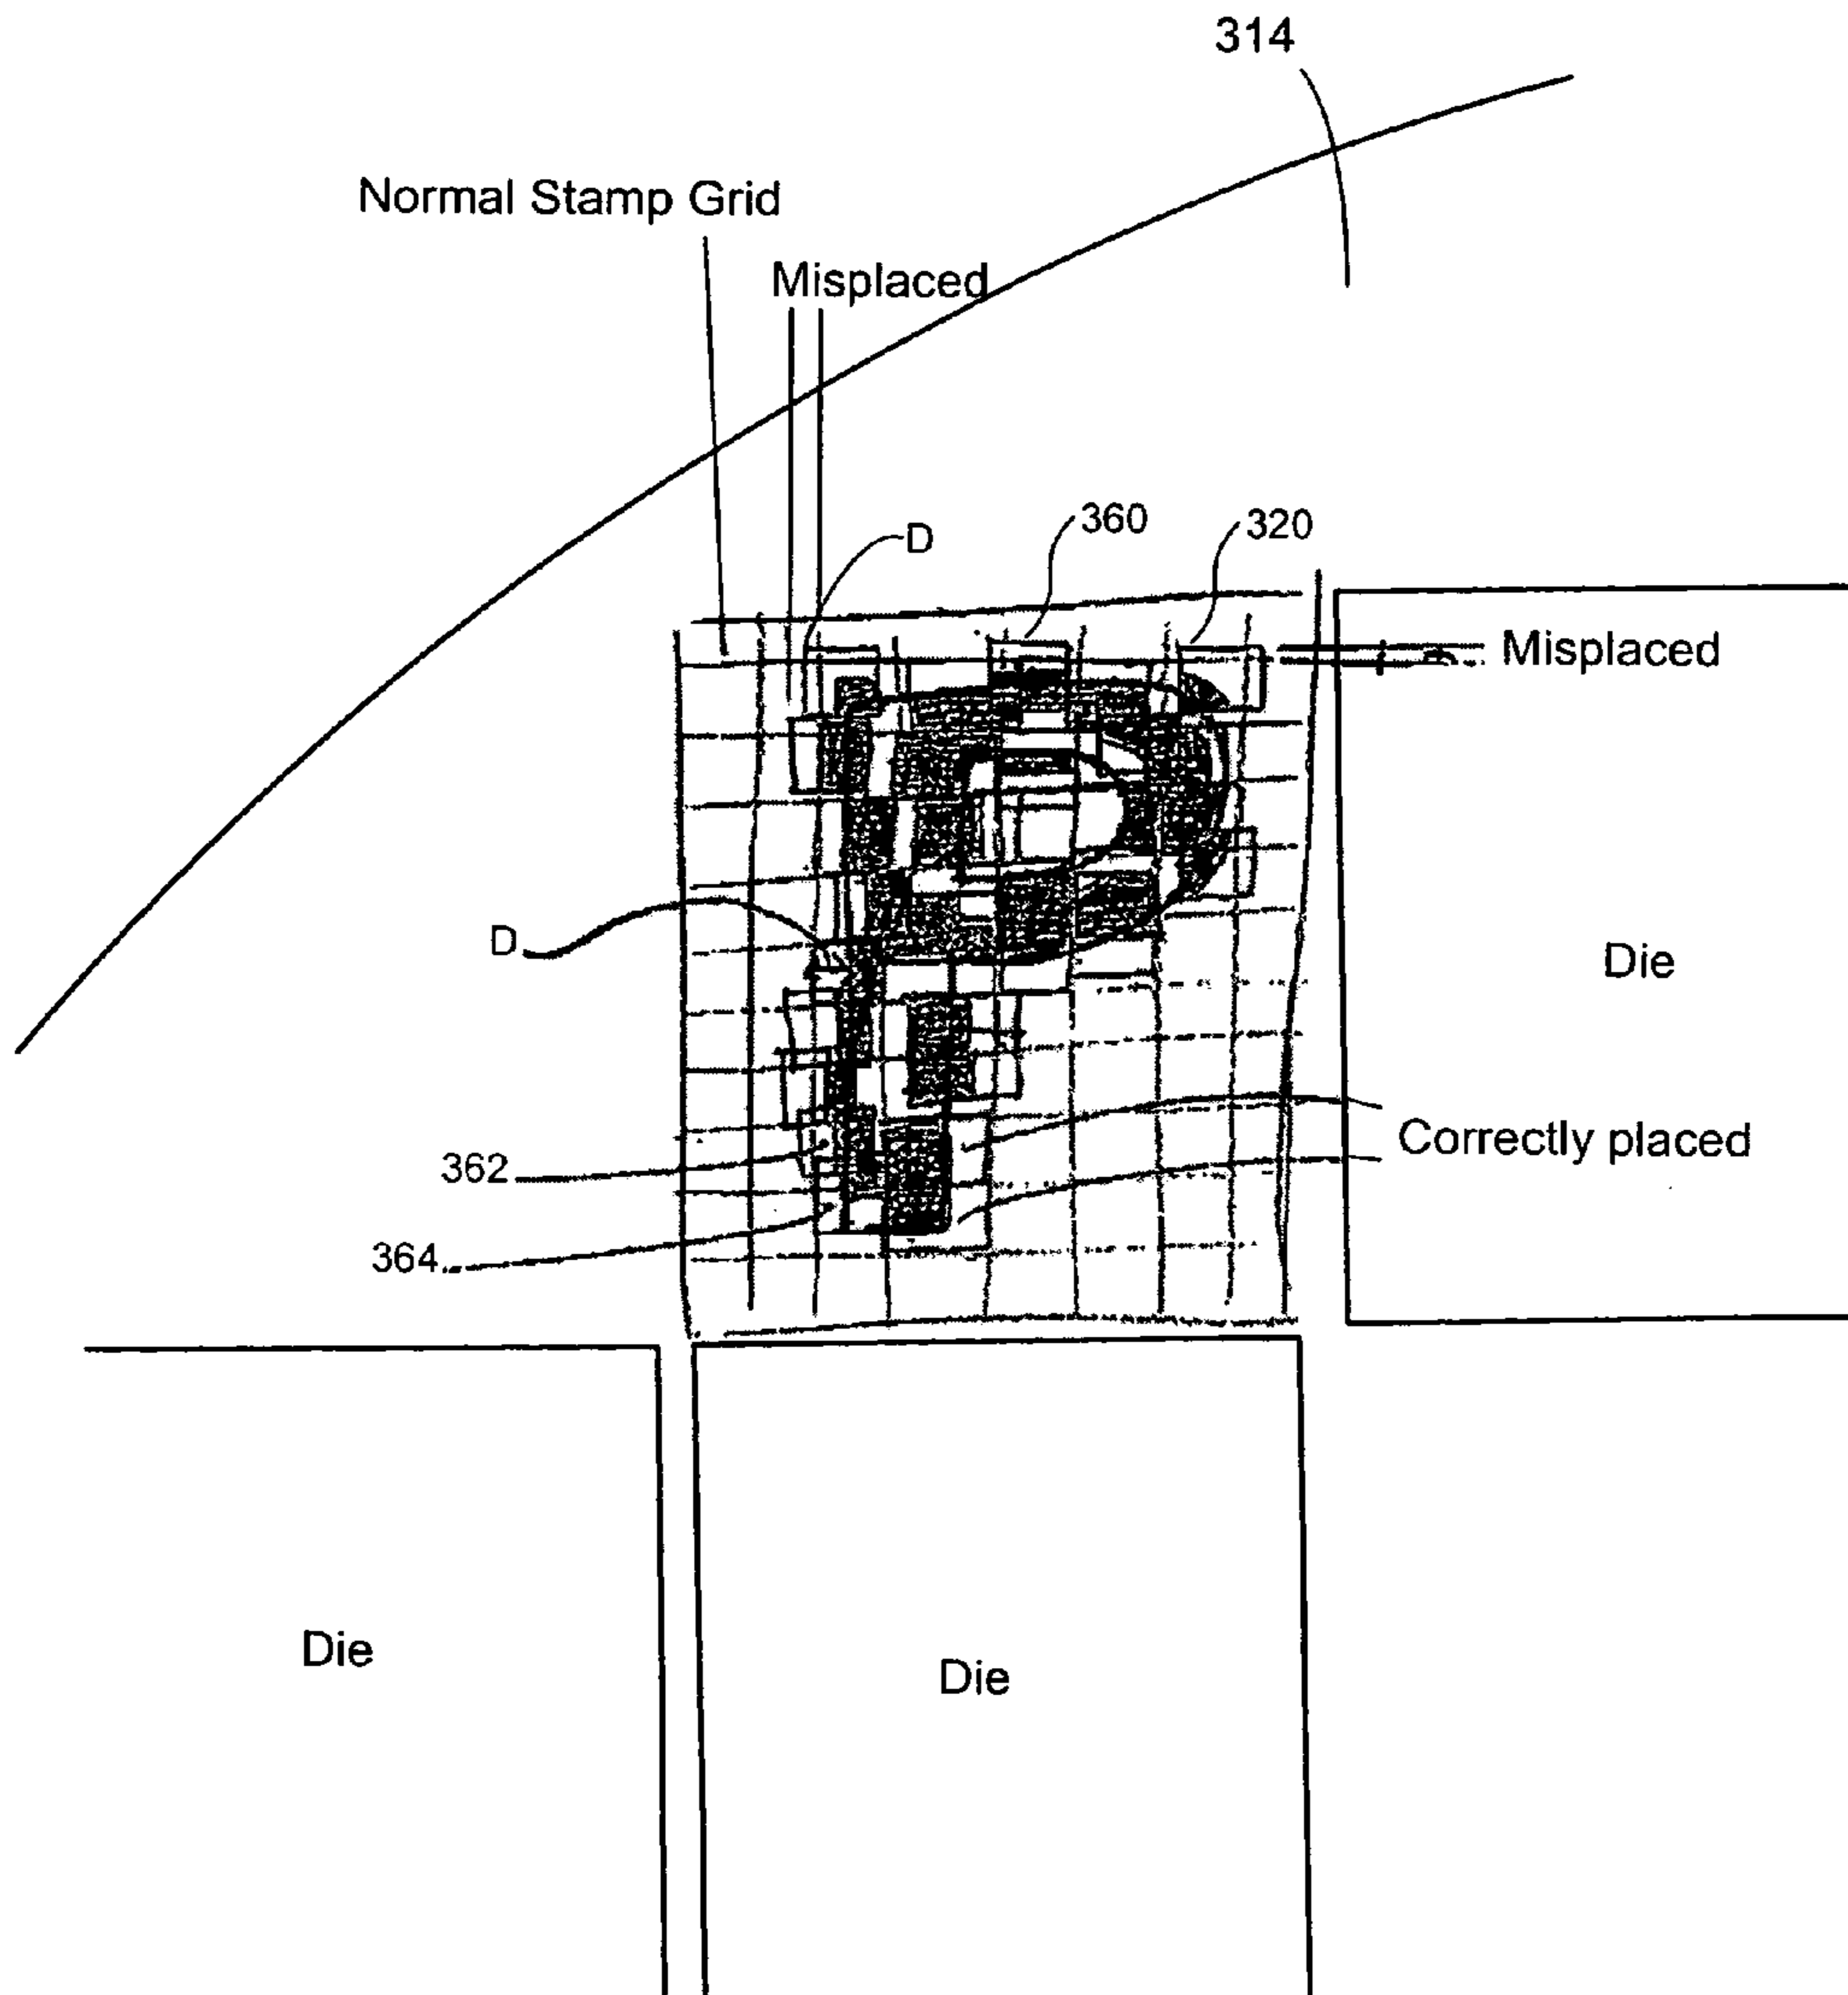 314
Normal Stamp Grid
Misplaced
D
360
320
Misplaced
D
Die
Correctly placed
362
364
Die
Die